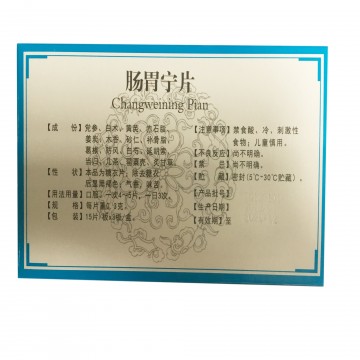 肠胃宁片
Changweining Pian
【成 份】党参、白术、黄芪、赤石脂、
姜炭、木香、砂仁、补骨脂、
葛根、防风、白芍、延胡索、
当归、儿茶、罂粟壳、炙甘草。
【性 状】本品为糖衣片,除去糖衣
后显棕褐色;气香,味苦。
【用法用量】口服,一次4~5片,一日3次。
【规 格】每片重0.3克。
【包 装】15片/板×3板/盒。
【注意事项】禁食酸、冷、刺激性
食物;儿童慎用。
【不良反应】尚不明确。
【禁 忌】尚不明确。
【贮 藏】密封(5℃~30℃贮藏)。
【产品批号】
【生产日期】
【有效期】至